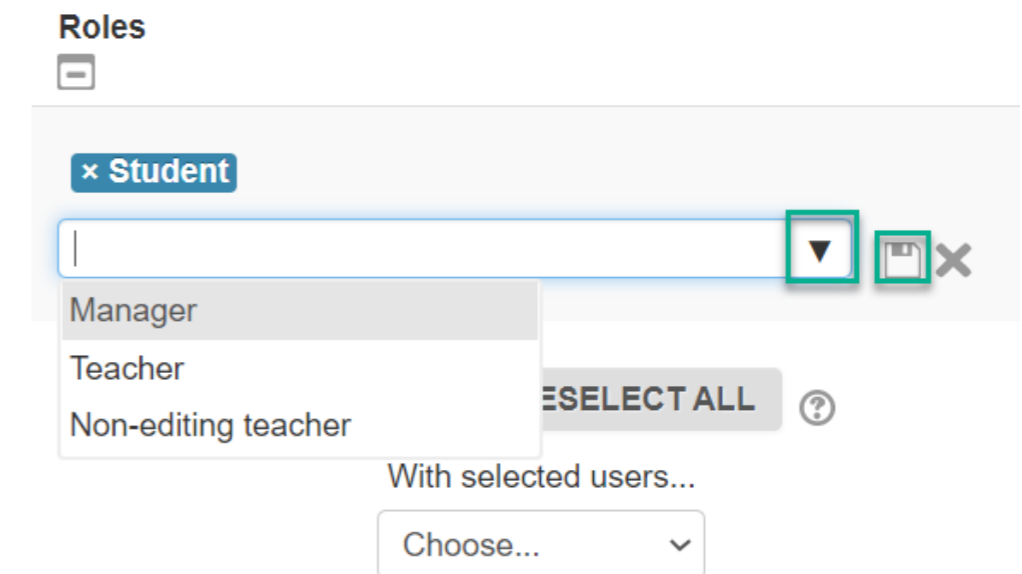 Roles
× Student
Manager
Teacher
Non-editing teacher
ESELECT ALL
With selected users...
Choose...